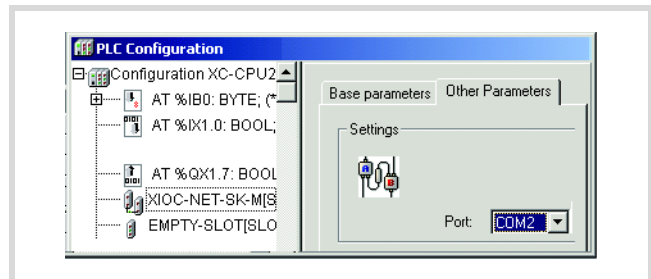 PLC Configuration
Configuration XC-CPU2
AT %IB0: BYTE; (*
AT %IX1.0: BOOL;
AT %QX1.7: BOOL
XIOC-NET-SK-M[S
EMPTY-SLOT[SLO
Base parameters
Other Parameters
Settings
Port:
COM2